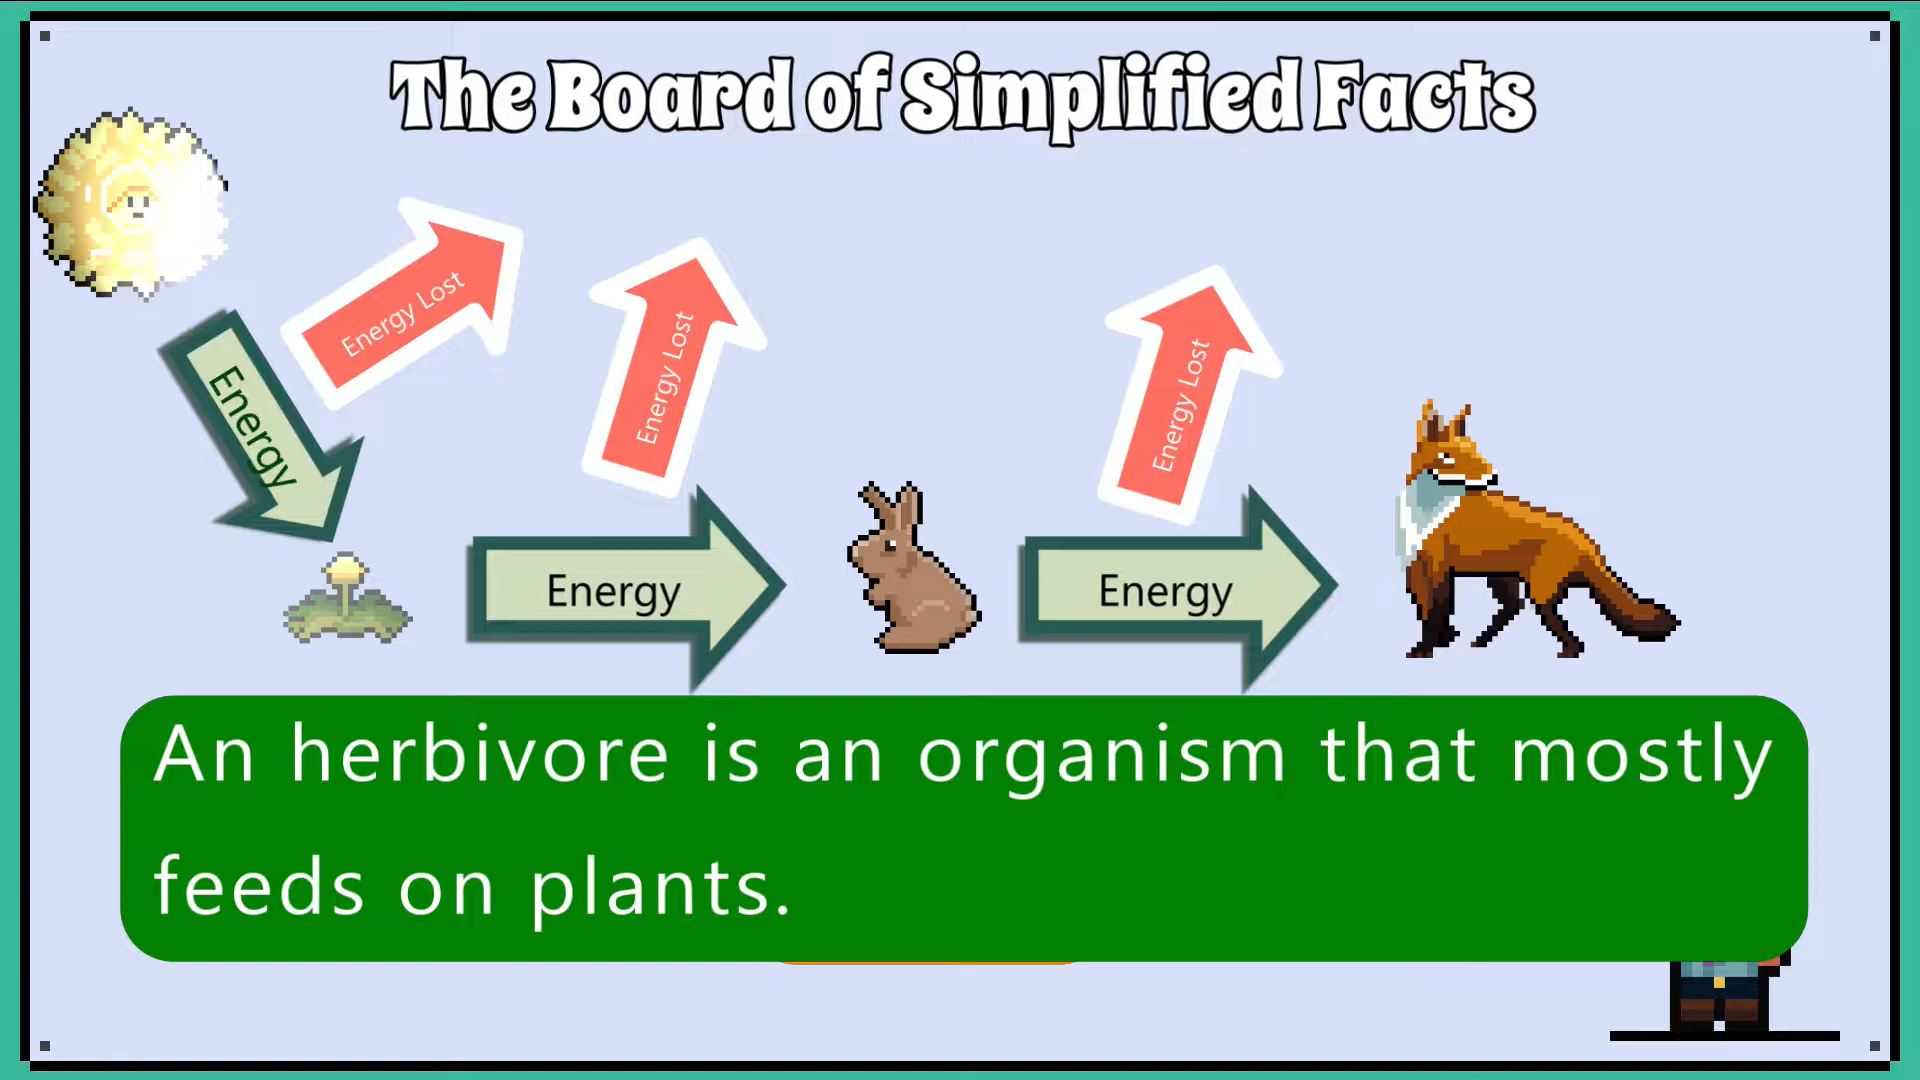 The Board of Simplified Facts
Energy Lost
Energy Lost
Energy Lost
Energy
Energy
Energy
An herbivore is an organism that mostly
feeds on plants.